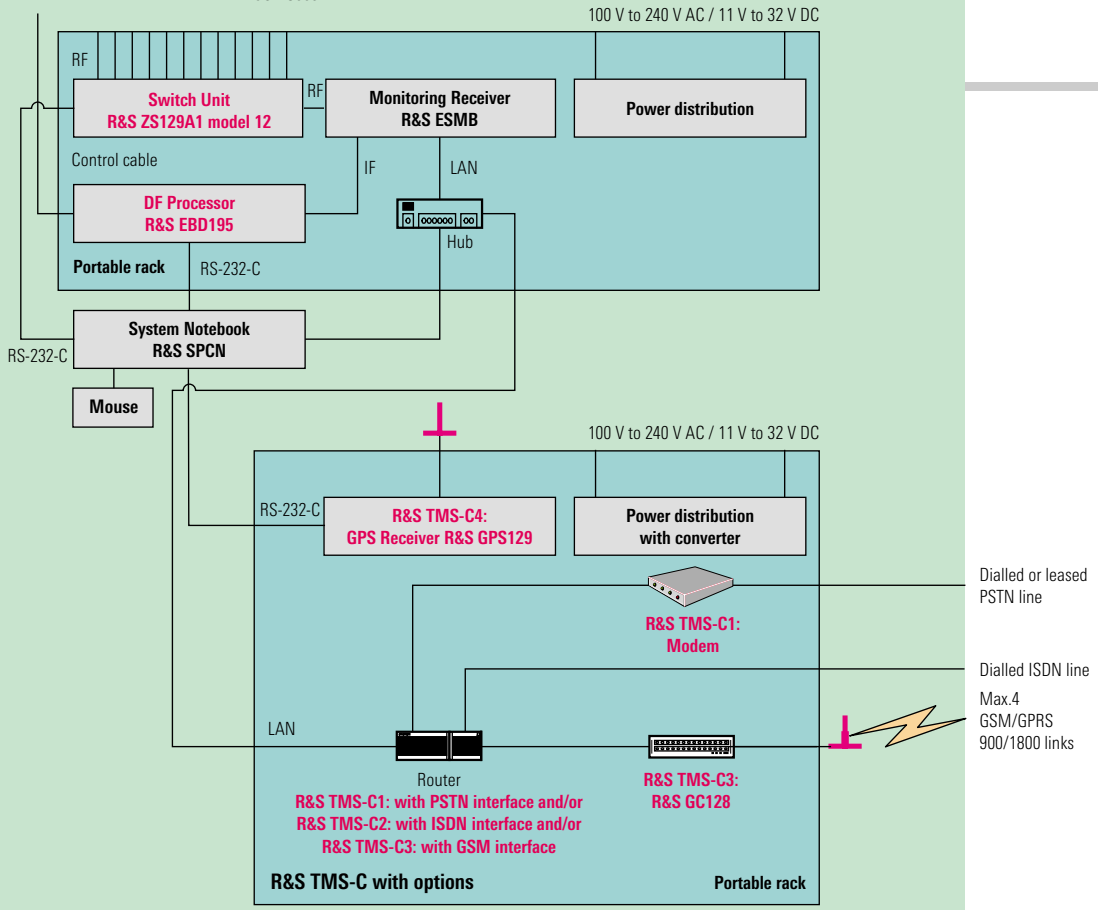 100 V to 240 V AC / 11 V to 32 V DC
RF
Switch Unit
R&S ZS129A1 model 12
RF
Monitoring Receiver
R&S ESMB
Power distribution
Control cable
IF
LAN
DF Processor
R&S EBD195
Hub
Portable rack
RS-232-C
System Notebook
R&S SPCN
RS-232-C
Mouse
100 V to 240 V AC / 11 V to 32 V DC
RS-232-C
R&S TMS-C4:
GPS Receiver R&S GPS129
Power distribution
with converter
Dialled or leased
PSTN line
R&S TMS-C1:
Modem
Dialled ISDN line
Max.4
GSM/GPRS
900/1800 links
LAN
Router
R&S TMS-C1: with PSTN interface and/or
R&S TMS-C2: with ISDN interface and/or
R&S TMS-C3: with GSM interface
R&S TMS-C3:
R&S GC128
R&S TMS-C with options
Portable rack